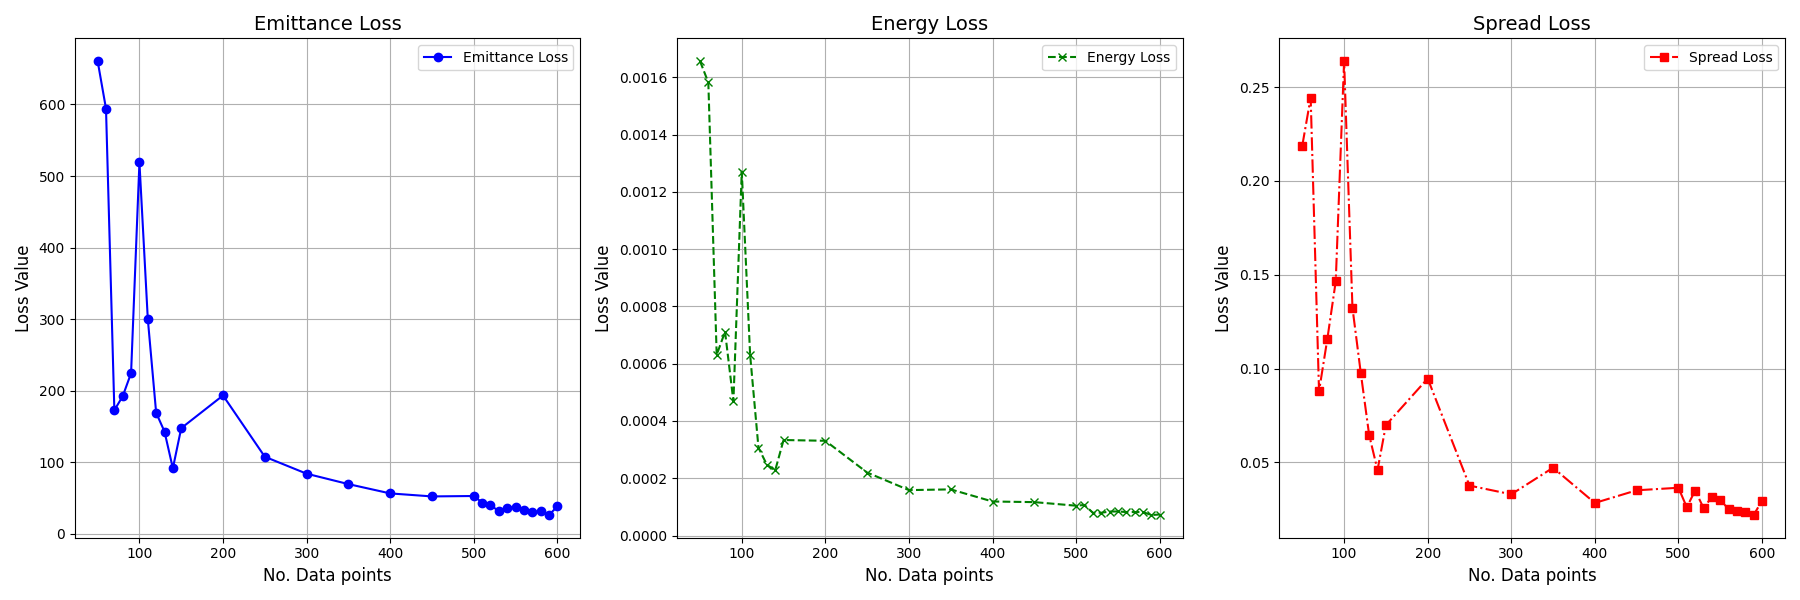 Emittance Loss
Emittance Loss
600
500
400
300
200
100
0
Loss Value
100 200 300 400 500 600
No. Data points
Energy Loss
Energy Loss
0.0016
0.0014
0.0012
0.0010
0.0008
0.0006
0.0004
0.0002
0.0000
Loss Value
100 200 300 400 500 600
No. Data points
Spread Loss
Spread Loss
0.25
0.20
0.15
0.10
0.05
Loss Value
100 200 300 400 500 600
No. Data points